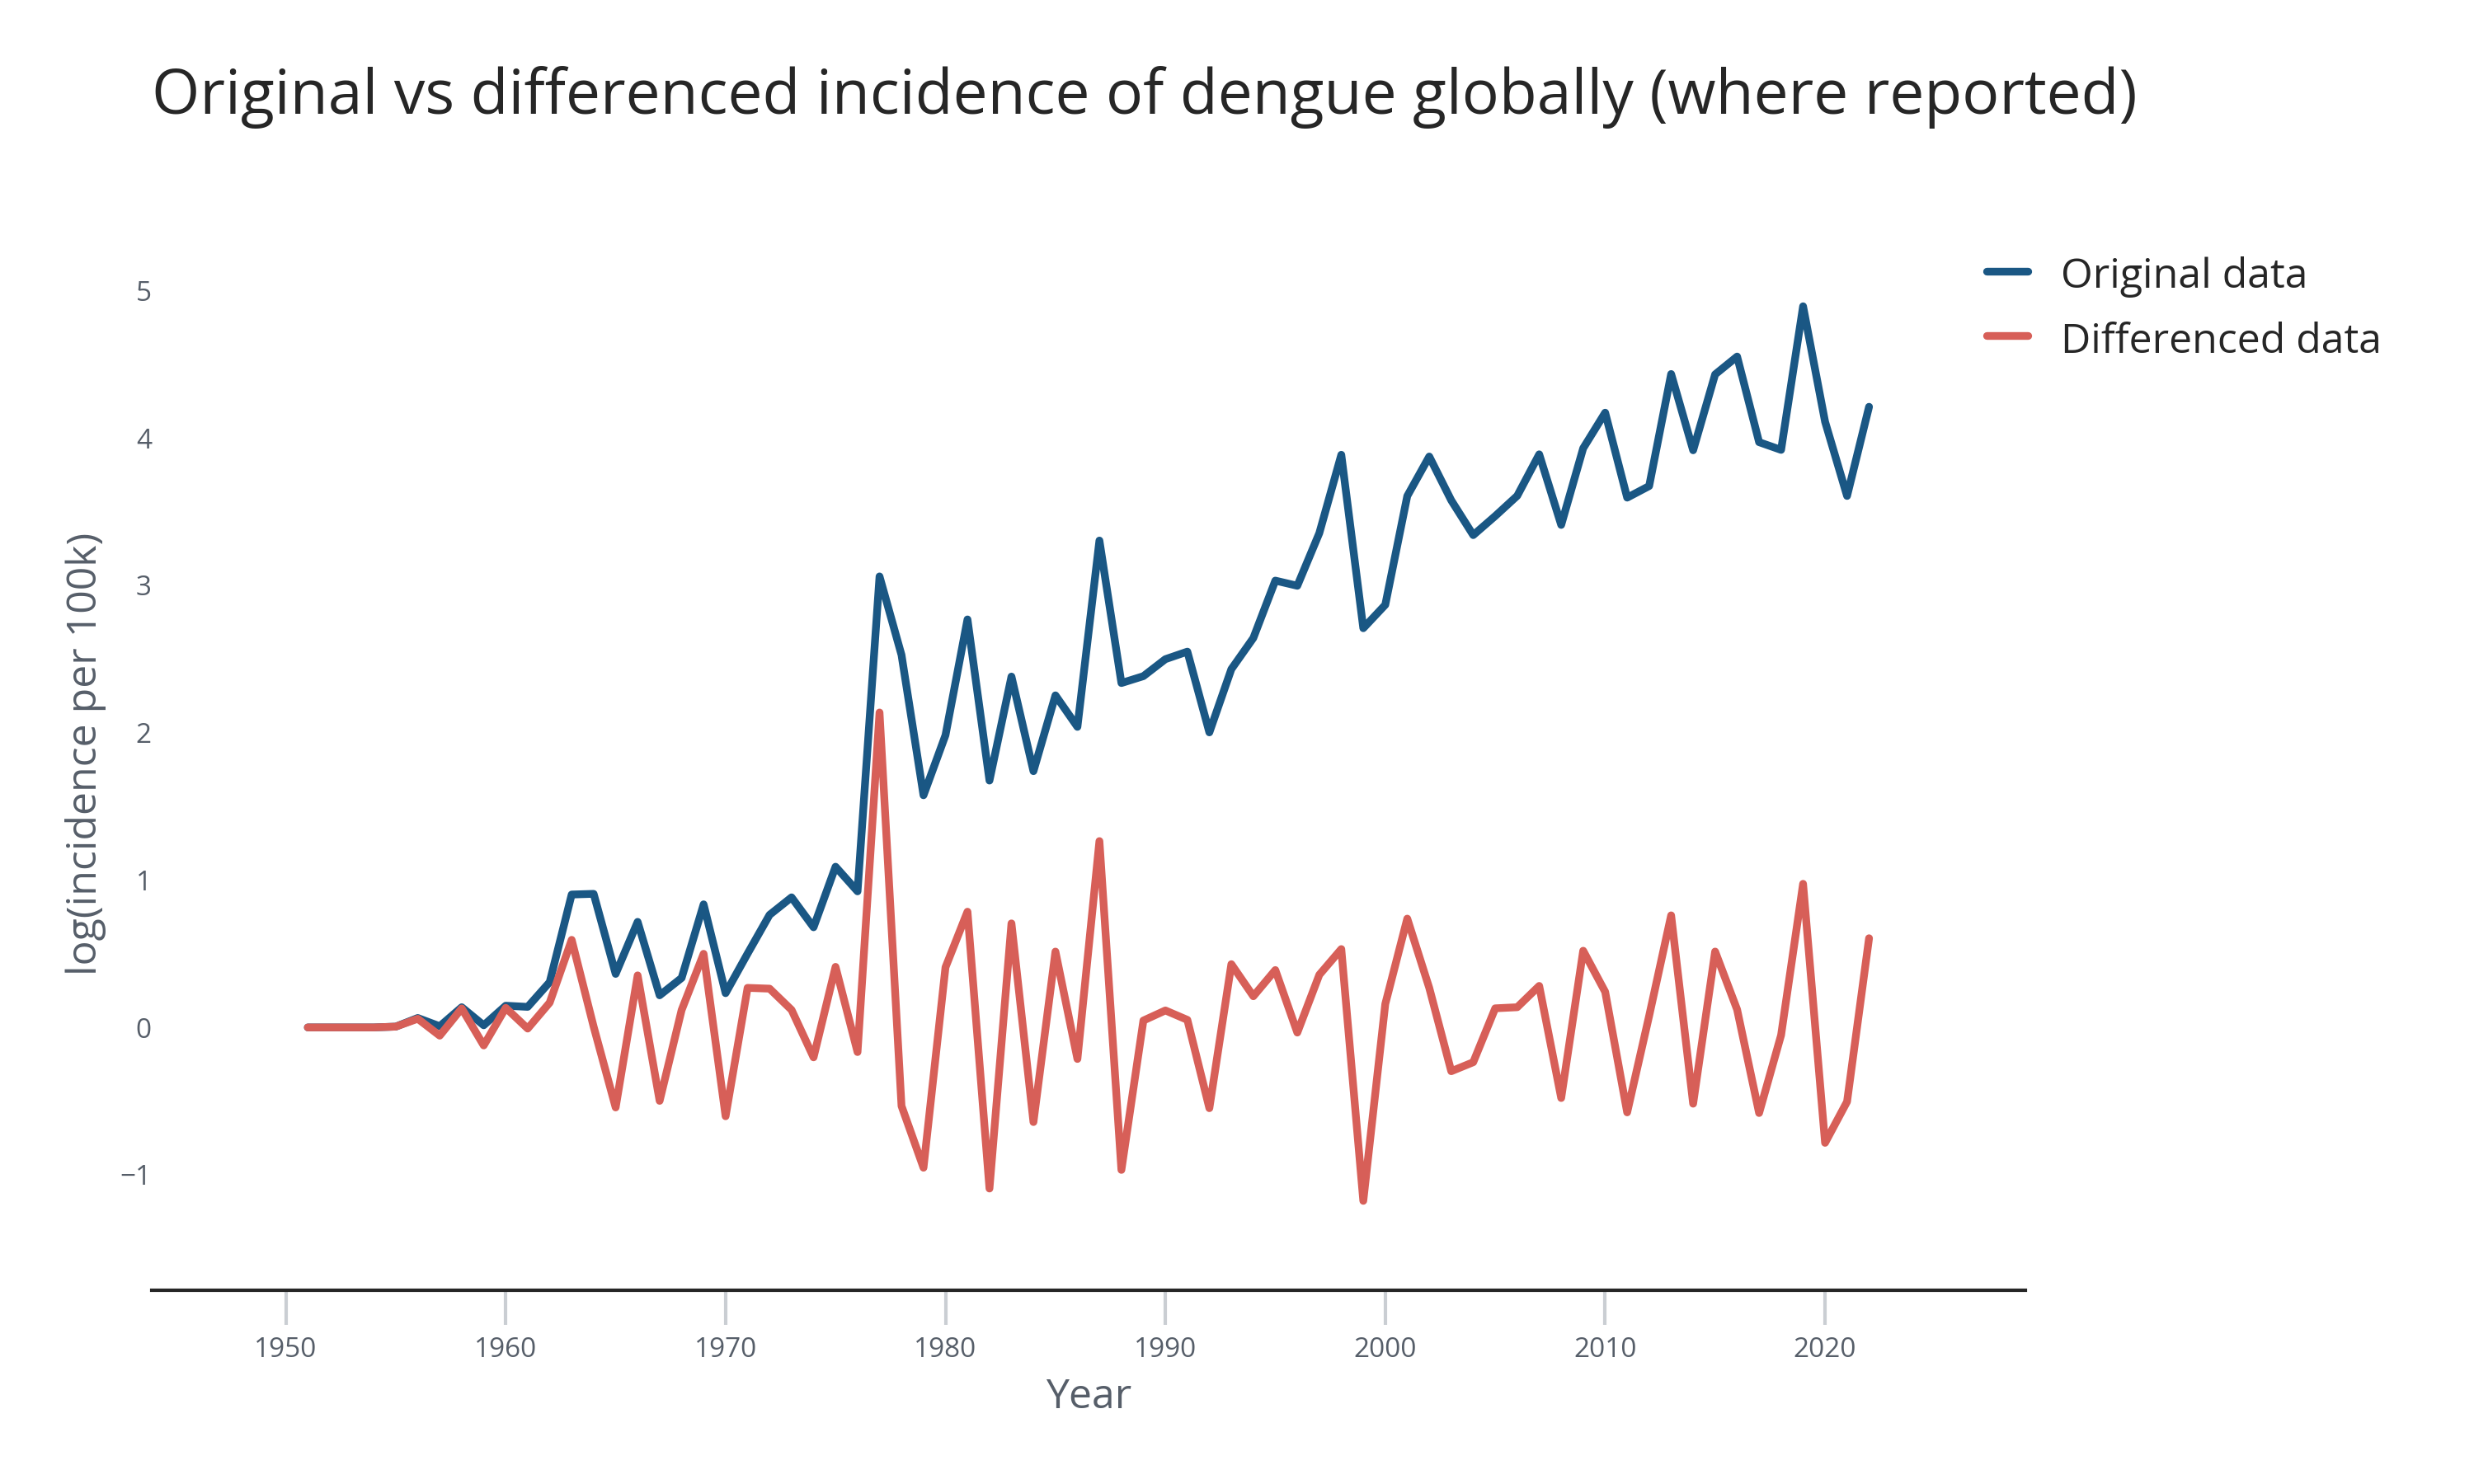 Original vs differenced incidence of dengue globally (where reported)
Original data
Differenced data
log(incidence per 100k)
5
4
3
2
1
0
−1
1950 1960 1970 1980 1990 2000 2010 2020
Year